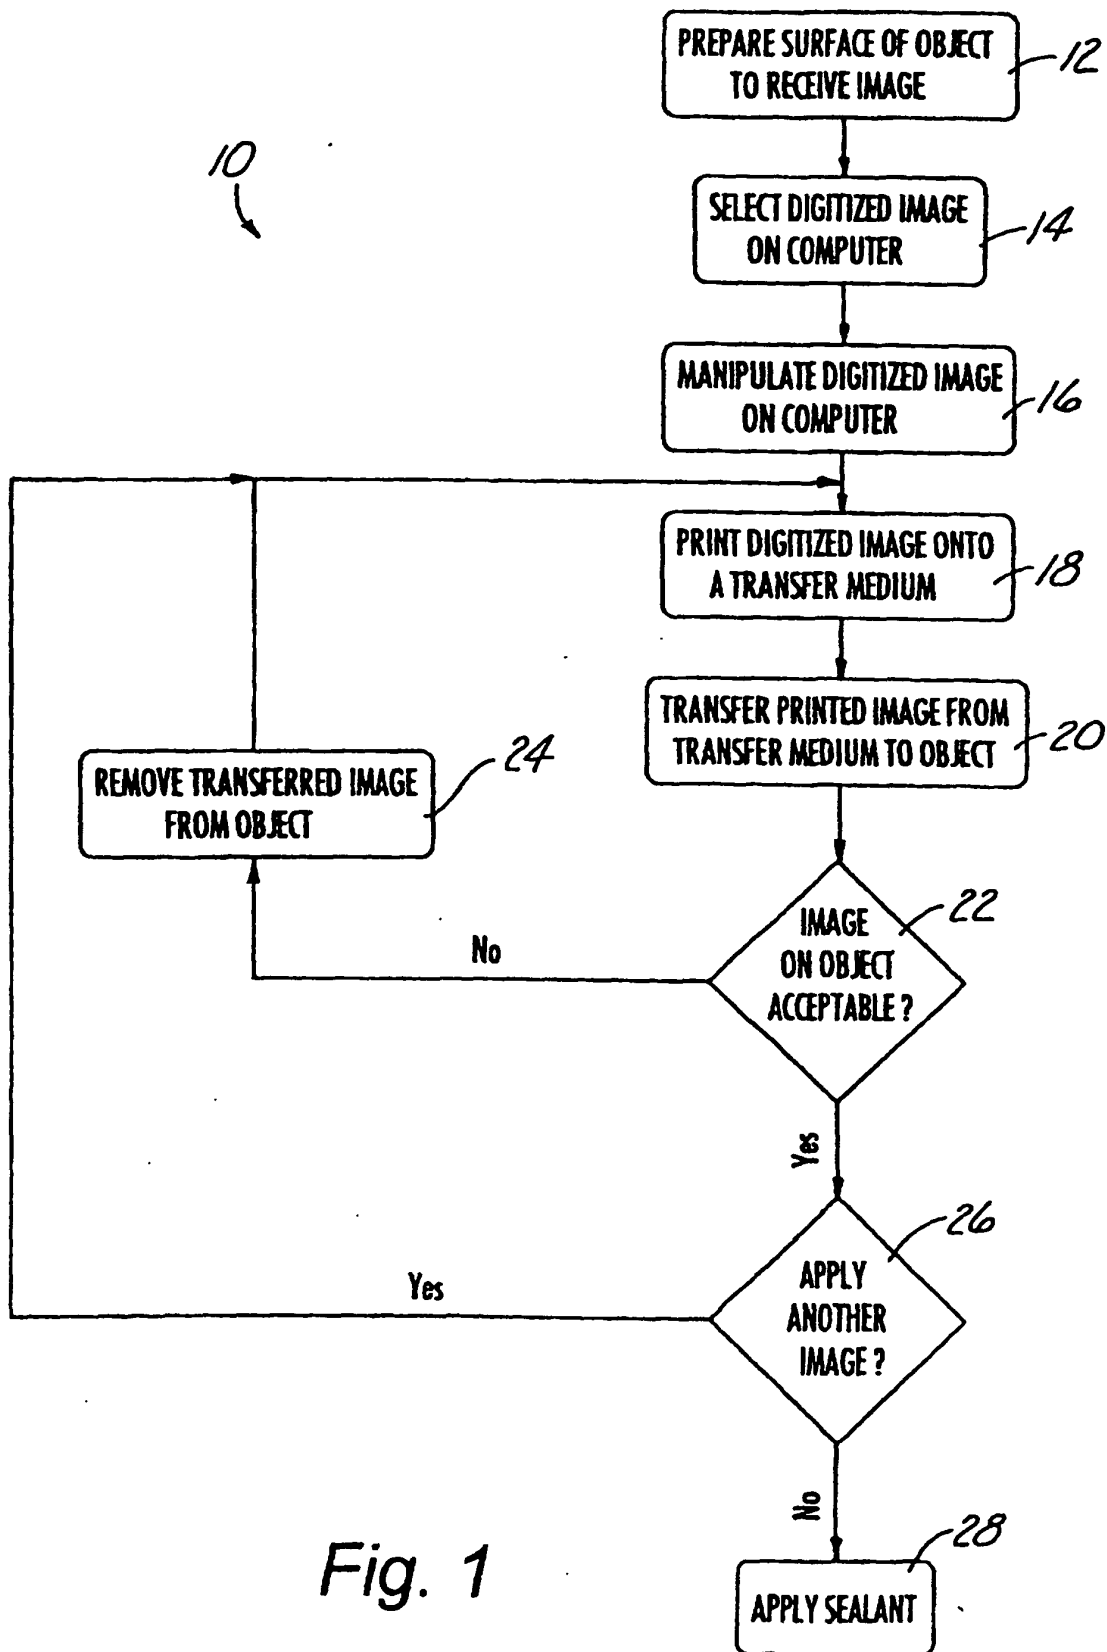 PREPARE SURFACE OF OBJECT
TO RECEIVE IMAGE
12
10
SELECT DIGITIZED IMAGE
ON COMPUTER
14
MANIPULATE DIGITIZED IMAGE
ON COMPUTER
16
PRINT DIGITIZED IMAGE ONTO
A TRANSFER MEDIUM
18
TRANSFER PRINTED IMAGE FROM
TRANSFER MEDIUM TO OBJECT
20
REMOVE TRANSFERRED IMAGE
FROM OBJECT
24
IMAGE
ON OBJECT
ACCEPTABLE ?
22
No
Yes
APPLY
ANOTHER
IMAGE ?
26
Yes
No
APPLY SEALANT
28
Fig. 1